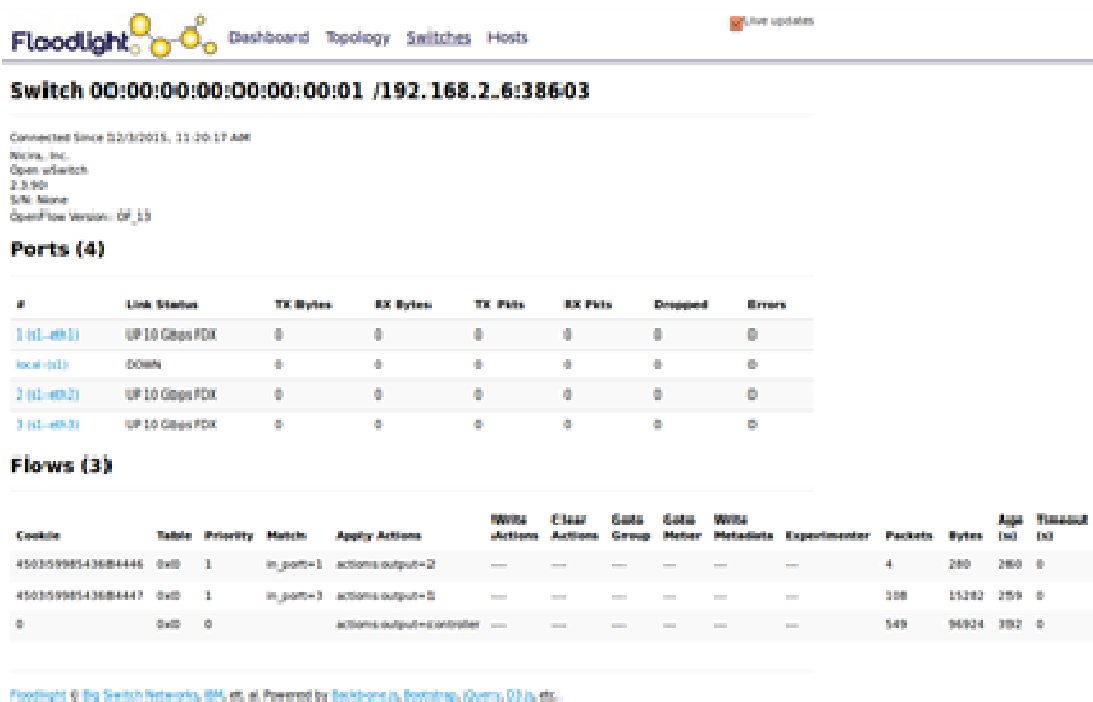 Floodlight Dashboard Topology Switches Hosts Live updates
Switch 00:00:00:00:00:00:00:01 /192.168.2.6:38603
Connected Since 12/3/2015, 11:20:17 AM
Nicira, Inc.
Open vSwitch
2.3.90
S/N: None
OpenFlow Version: OF_13
Ports (4)
# Link Status TX Bytes RX Bytes TX Pkts RX Pkts Dropped Errors
1 (s1-eth1) UP 10 Gbps FDX 0 0 0 0 0 0
local (s1) DOWN 0 0 0 0 0 0
2 (s1-eth2) UP 10 Gbps FDX 0 0 0 0 0 0
3 (s1-eth3) UP 10 Gbps FDX 0 0 0 0 0 0
Flows (3)
Cookie Table Priority Match Apply Actions Write Actions Clear Actions Goto Group Goto Meter Write Metadata Experimenter Packets Bytes Age (s) Timeout (s)
0x0 1 in_port=1 actions:output=2 --- --- --- --- --- --- 4 280 260 0
0x0 1 in_port=3 actions:output=1 --- --- --- --- --- --- 108 15282 259 0
0 0x0 0 actions:output=controller --- --- --- --- --- --- 549 96924 392 0
Floodlight © Big Switch Networks, IBM, et. al. Powered by Backbone.js, Bootstrap, jQuery, D3.js, etc.